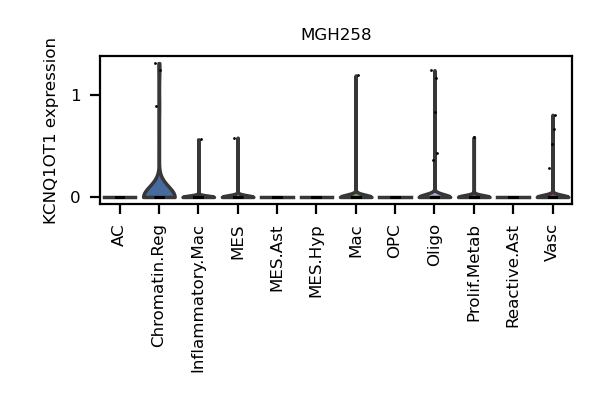 MGH258
KCNQ1OT1 expression
1
0
AC
Chromatin.Reg
Inflammatory.Mac
MES
MES.Ast
MES.Hyp
Mac
OPC
Oligo
Prolif.Metab
Reactive.Ast
Vasc